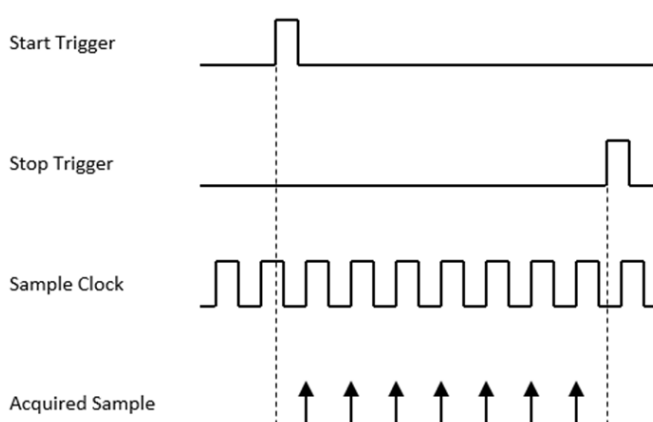 Start Trigger
Stop Trigger
Sample Clock
Acquired Sample